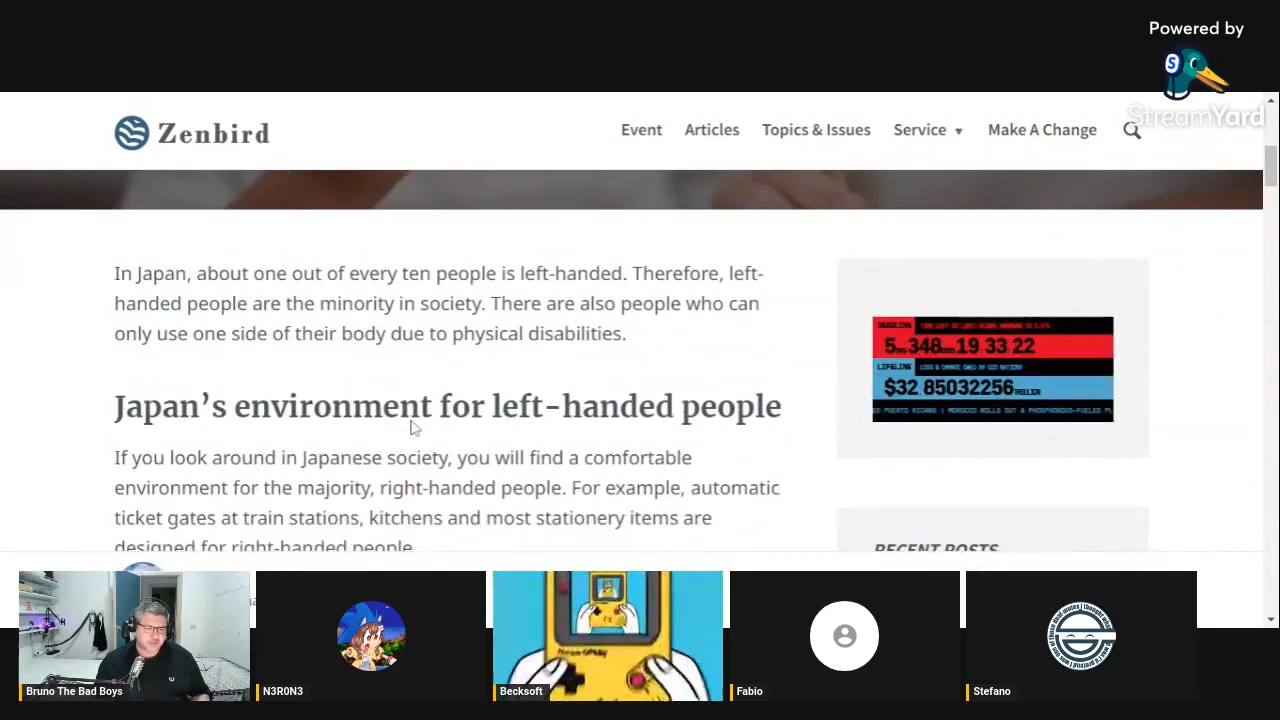 Powered by
StreamYard
Zenbird
Event
Articles
Topics & Issues
Service
Make A Change
In Japan, about one out of every ten people is left-handed. Therefore, left-
handed people are the minority in society. There are also people who can
only use one side of their body due to physical disabilities.
DEADLINE
5 348 19 33 22
LIFELINE
$32.85032256
Japan's environment for left-handed people
If you look around in Japanese society, you will find a comfortable
environment for the majority, right-handed people. For example, automatic
ticket gates at train stations, kitchens and most stationery items are
designed for right-handed people.
RECENT POSTS
Bruno The Bad Boys
N3R0N3
Becksoft
Fabio
Stefano